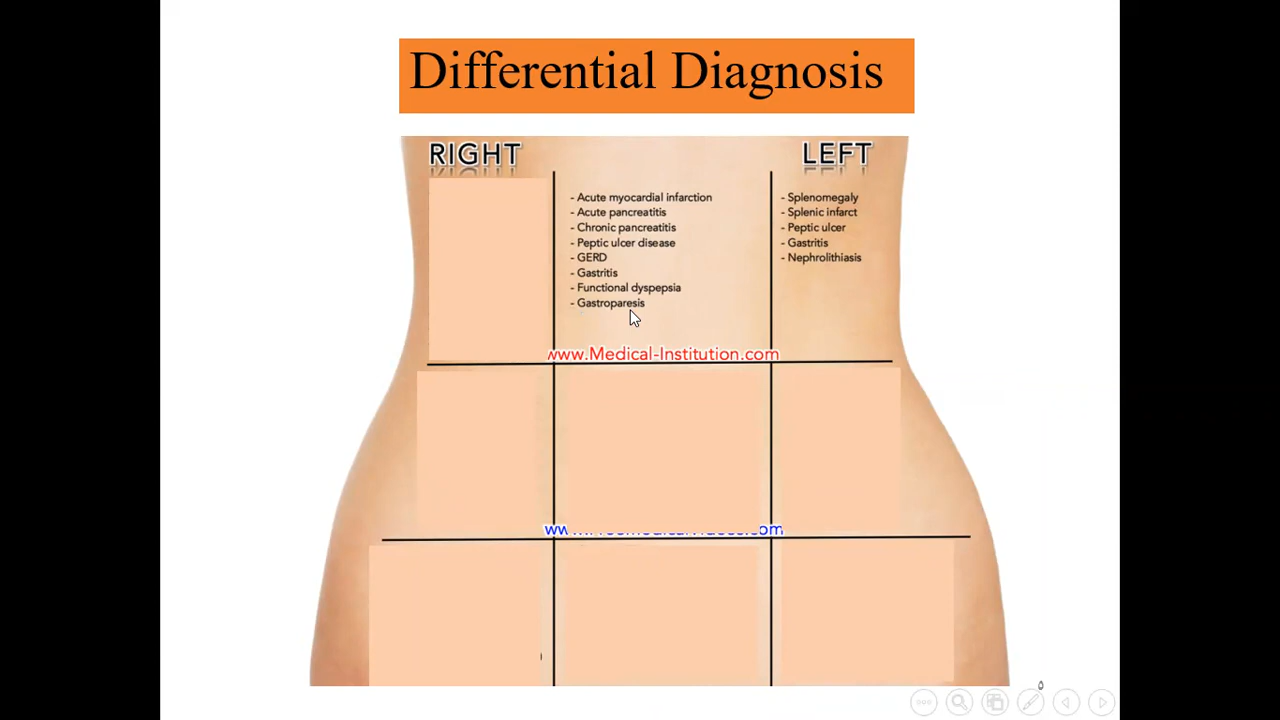 Differential Diagnosis
RIGHT
LEFT
- Acute myocardial infarction
- Acute pancreatitis
- Chronic pancreatitis
- Peptic ulcer disease
- GERD
- Gastritis
- Functional dyspepsia
- Gastroparesis
- Splenomegaly
- Splenic infarct
- Peptic ulcer
- Gastritis
- Nephrolithiasis
www.Medical-Institution.com